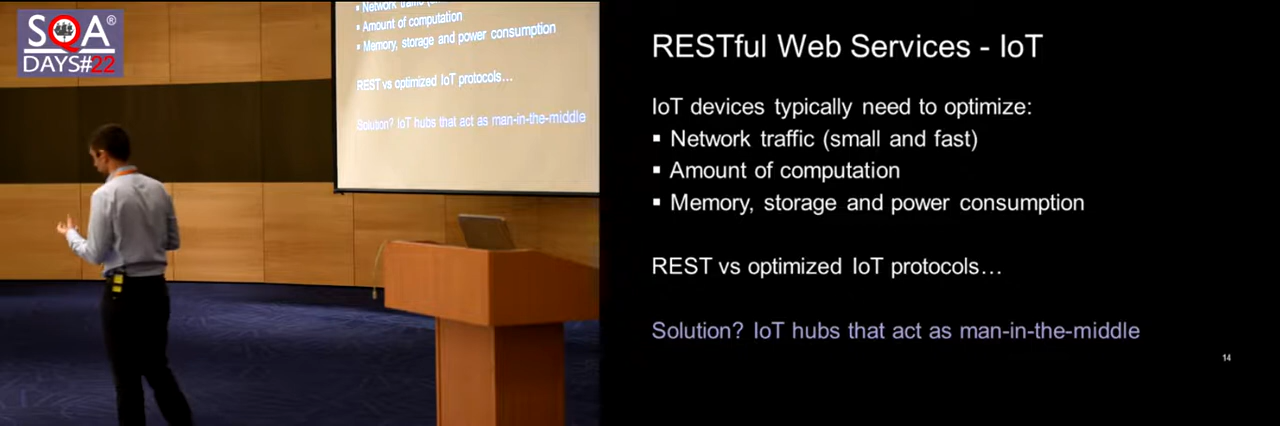 SQA®
DAYS#22
▪ Network traffic
▪ Amount of computation
▪ Memory, storage and power consumption
REST vs optimized IoT protocols…
Solution? IoT hubs that act as man-in-the-middle
RESTful Web Services - IoT
IoT devices typically need to optimize:
▪ Network traffic (small and fast)
▪ Amount of computation
▪ Memory, storage and power consumption
REST vs optimized IoT protocols…
Solution? IoT hubs that act as man-in-the-middle
14